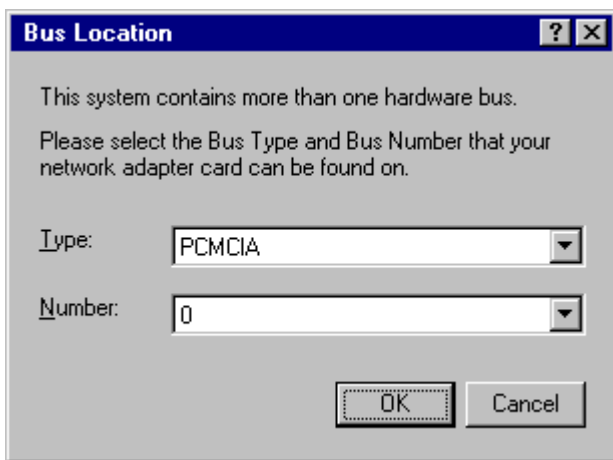 Bus Location
This system contains more than one hardware bus.
Please select the Bus Type and Bus Number that your
network adapter card can be found on.
Type: PCMCIA
Number: 0
OK Cancel